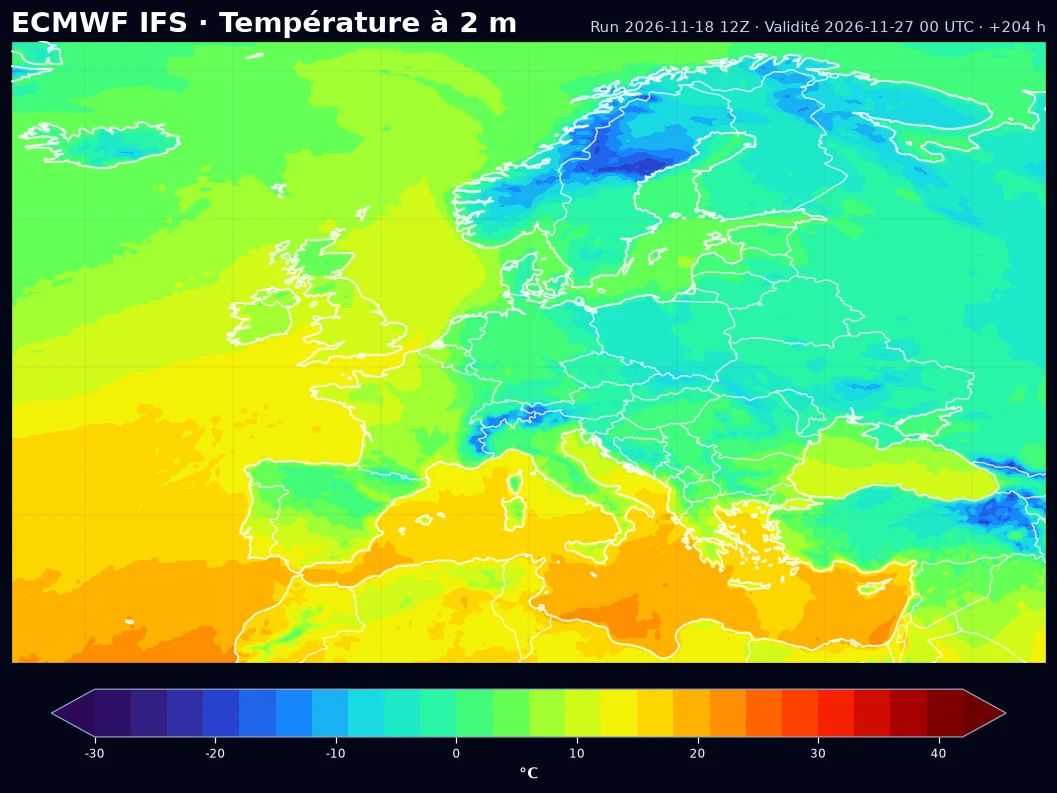 ECMWF IFS · Température à 2 m
Run 2026-11-18 12Z · Validité 2026-11-27 00 UTC · +204 h
-30 -20 -10 0 10 20 30 40
°C